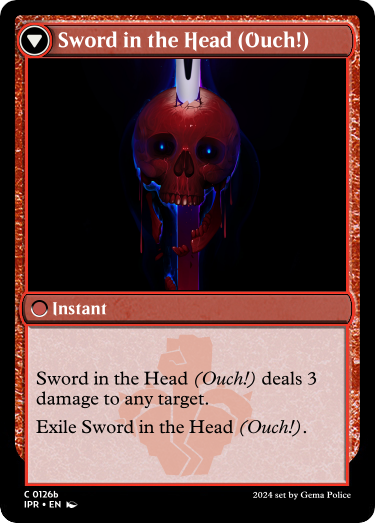 Sword in the Head (Ouch!)
Instant
Sword in the Head (Ouch!) deals 3
damage to any target.
Exile Sword in the Head (Ouch!).
C 0126b
IPR • EN
2024 set by Gema Police